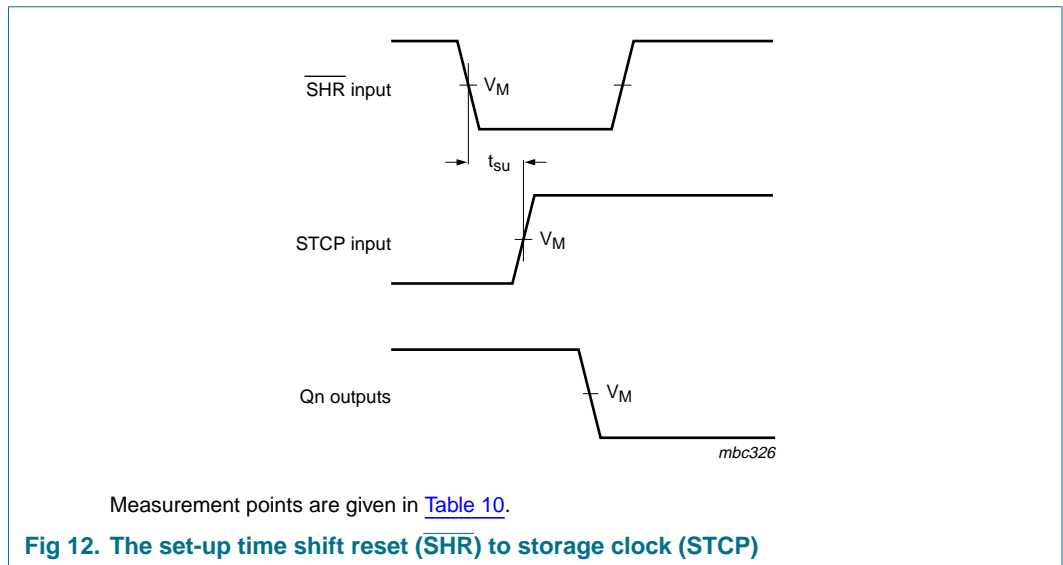 SHR input
VM
tsu
STCP input
VM
Qn outputs
VM
mbc326
Measurement points are given in Table 10.
Fig 12. The set-up time shift reset (SHR) to storage clock (STCP)